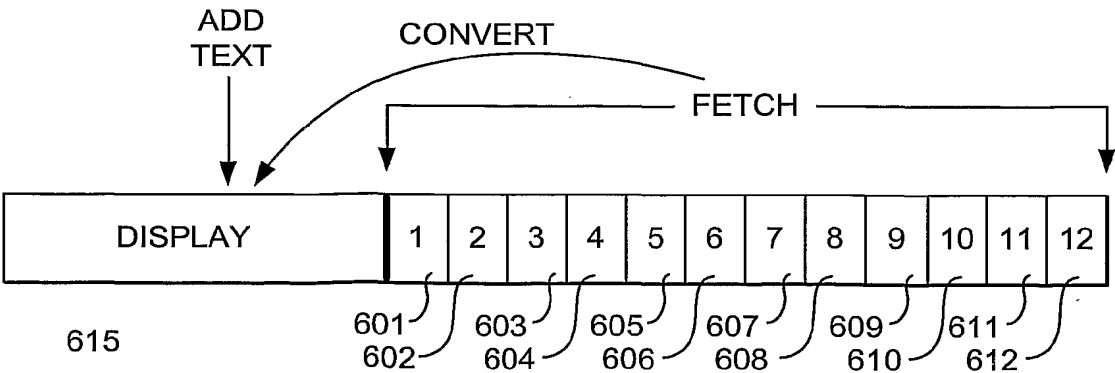 ADD
TEXT
CONVERT
FETCH
DISPLAY 1 2 3 4 5 6 7 8 9 10 11 12
601 603 605 607 609 611
615 602 604 606 608 610 612